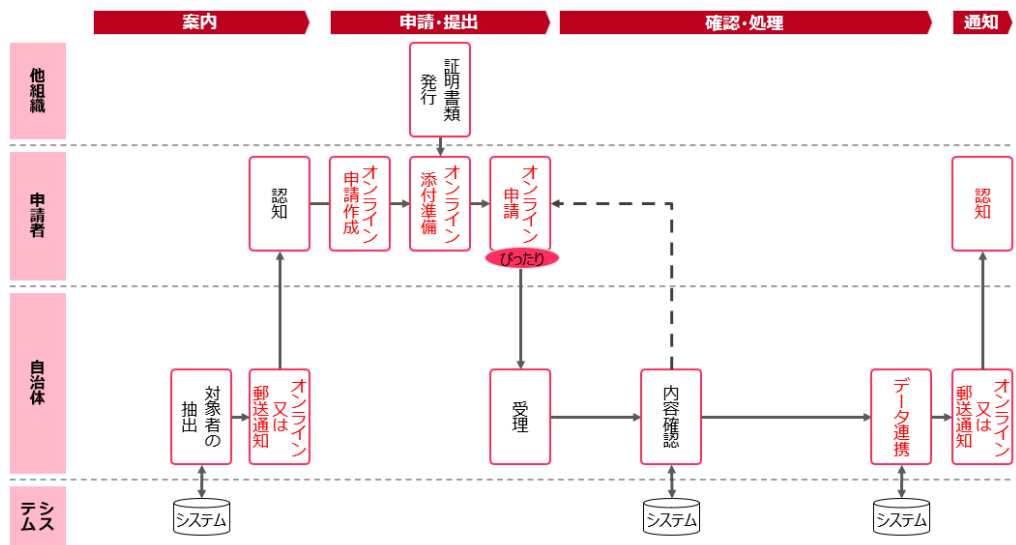 案内
申請・提出
確認・処理
通知
他組織
証明書類
発行
申請者
認知
オンライン
申請作成
オンライン
添付準備
オンライン
申請
ぴったり
認知
自治体
対象者の
抽出
オンライン
又は
郵送通知
受理
内容確認
データ連携
オンライン
又は
郵送通知
シス
テム
システム
システム
システム